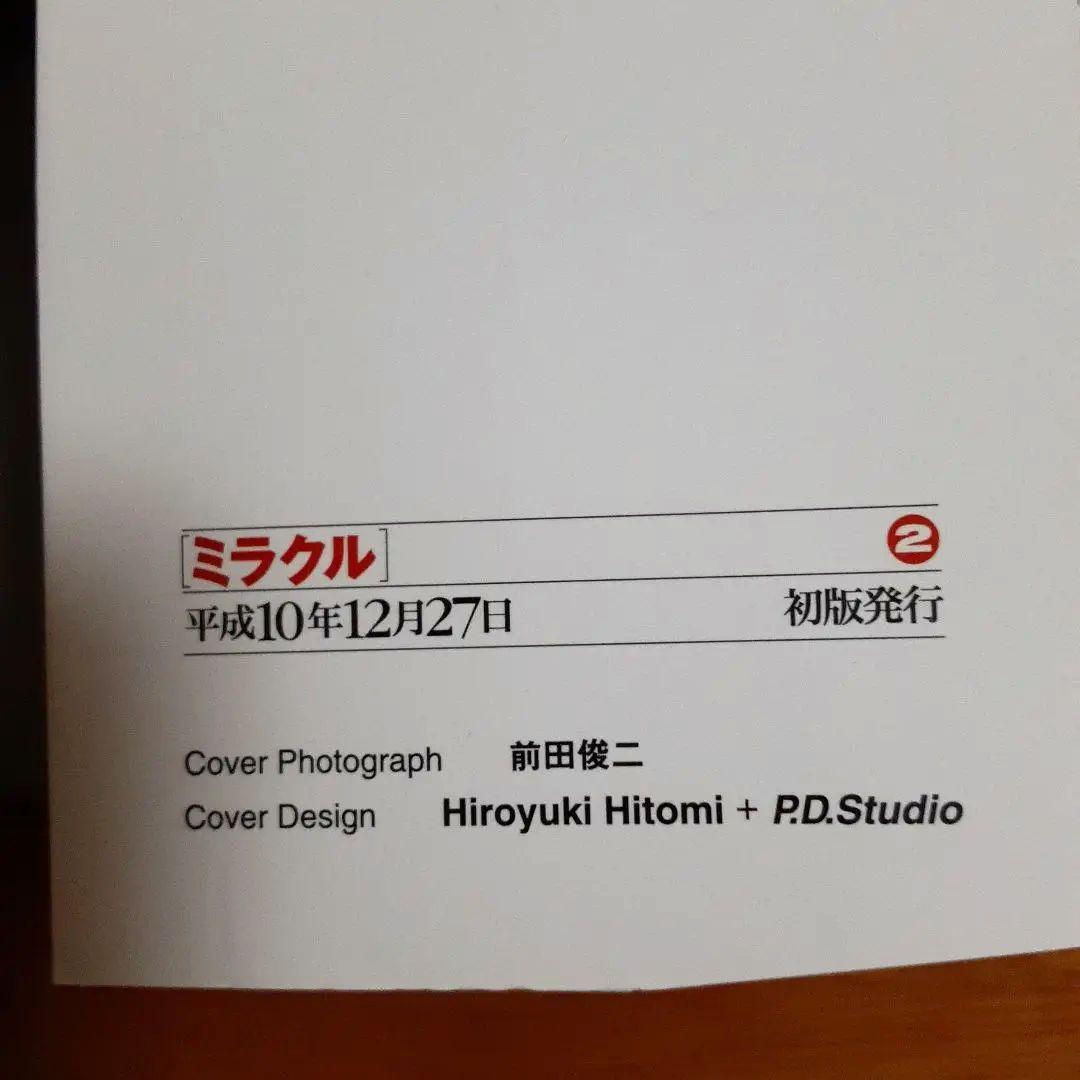 [ミラクル] ②
平成10年12月27日 初版発行
Cover Photograph 前田俊二
Cover Design Hiroyuki Hitomi + P.D.Studio